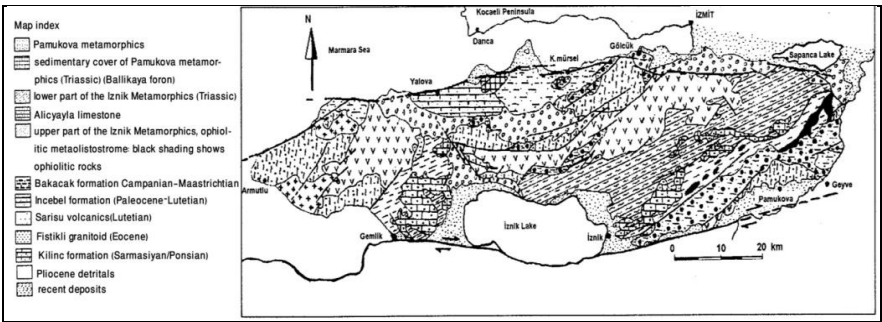 Map index
Pamukova metamorphics
sedimentary cover of Pamukova metamor-
phics (Triassic) (Ballikaya foron)
lower part of the Iznik Metamorphics (Triassic)
Alicyayla limestone
upper part of the Iznik Metamorphics, ophiol-
itic metaolistostrome: black shading shows
ophiolitic rocks
Bakacak formation Campanian-Maastrichtian
Incebel formation (Paleocene-Lutetian)
Sarisu volcanics(Lutetian)
Fistikli granitoid (Eocene)
Kilinc formation (Sarmasiyan/Ponsian)
Pliocene detritals
recent deposits
N
Marmara Sea
Kocaeli Peninsula
Darıca
İZMİT
Gölcük
Sapanca Lake
K.mürsel
Yalova
Armutlu
Gemlik
İznik Lake
İznik
Pamukova
Geyve
0 10 20 km